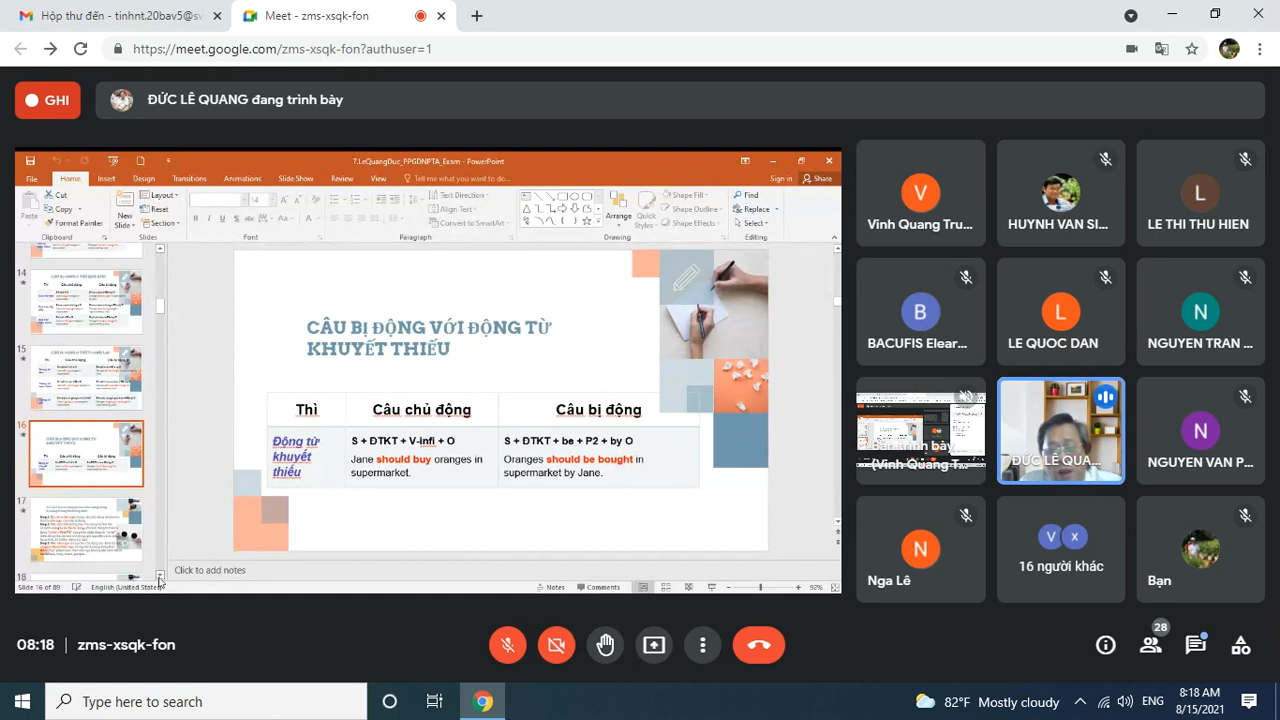 Hộp thư đến - tinhnt.20bav5@sv.
Meet - zms-xsqk-fon
https://meet.google.com/zms-xsqk-fon?authuser=1
GHI
ĐỨC LÊ QUANG đang trình bày
7.LeQuangDuc_PPGDNPTA_Exam - PowerPoint
File Home Insert Design Transitions Animations Slide Show Review View Tell me what you want to do... Sign in Share
Paste
Cut
Copy
Format Painter
Clipboard
New Slide
Layout
Reset
Section
Slides
14
Font
Text Direction
Align Text
Convert to SmartArt
Paragraph
Arrange
Quick Styles
Shape Fill
Shape Outline
Shape Effects
Drawing
Find
Replace
Select
Editing
14
15
16
17
18
CÂU BỊ ĐỘNG VỚI ĐỘNG TỪ
KHUYẾT THIẾU
Thì Câu chủ động Câu bị động
Động từ khuyết thiếu
S + DTKT + V-infi + O
Jane should buy oranges in
supermarket.
S + DTKT + be + P2 + by O
Oranges should be bought in
supermarket by Jane.
Click to add notes
Slide 16 of 89 English (United States)
Notes Comments 92%
Vinh Quang Tru...
HUYNH VAN SI...
LE THI THU HIEN
BACUFIS Elear...
LE QUOC DAN
NGUYEN TRAN ...
ĐỨC LÊ QUA...
NGUYEN VAN P...
Nga Lê
16 người khác
Bạn
08:18 zms-xsqk-fon
28
Type here to search
82°F Mostly cloudy
ENG
8:18 AM
8/15/2021